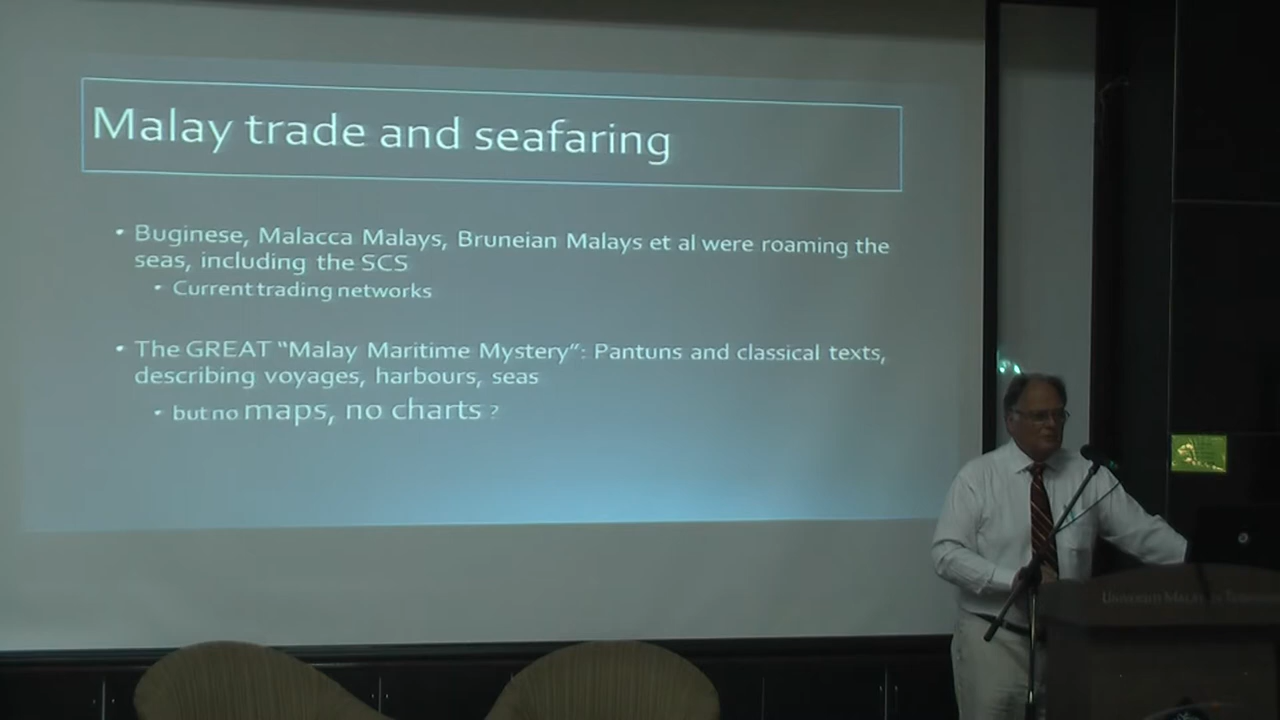 Malay trade and seafaring
• Buginese, Malacca Malays, Bruneian Malays et al were roaming the
seas, including the SCS
• Current trading networks
• The GREAT “Malay Maritime Mystery”: Pantuns and classical texts,
describing voyages, harbours, seas
• but no maps, no charts ?